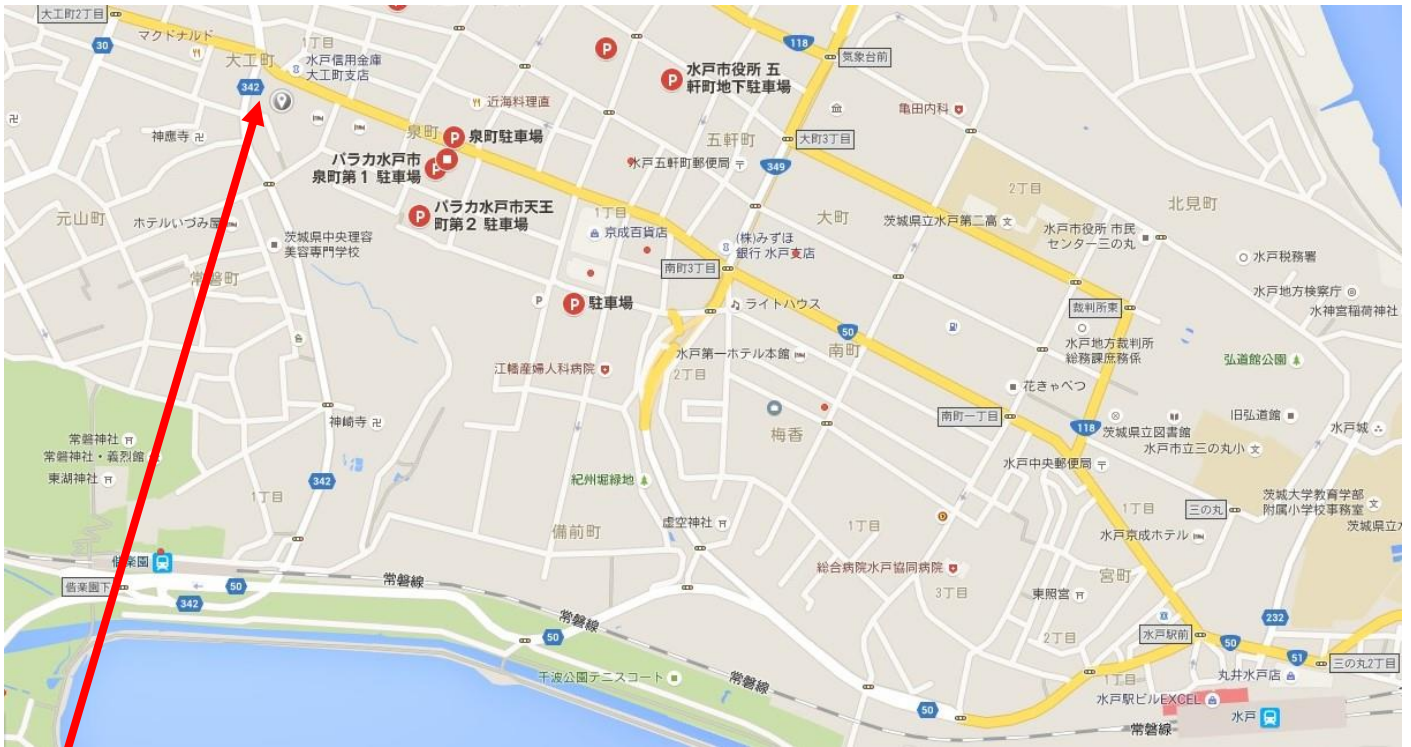 大工町2丁目
30
マクドナルド
1丁目
大工町
水戸信用金庫
大工町支店
342
118
気象台前
P
P
水戸市役所 五
軒町地下駐車場
近海料理直
亀田内科
神應寺
泉町
P
泉町駐車場
五軒町
大町3丁目
パラカ水戸市
泉町第1 駐車場
P
水戸五軒町郵便局
349
2丁目
北見町
元山町
ホテルいづみ屋
P
パラカ水戸市天王
町第2 駐車場
1丁目
京成百貨店
大町
茨城県立水戸第二高
水戸市役所 市民
センター三の丸
茨城県中央理容
美容専門学校
(株)みずほ
銀行 水戸支店
水戸税務署
常磐町
南町3丁目
水戸地方検察庁
P
P
駐車場
ライトハウス
裁判所東
水神宮稲荷神社
50
水戸地方裁判所
総務課庶務係
水戸第一ホテル本館
南町
弘道館公園
江幡産婦人科病院
2丁目
花きゃべつ
神崎寺
梅香
南町一丁目
118
茨城県立図書館
旧弘道館
水戸城
常磐神社
常磐神社・義烈館
東湖神社
水戸市立三の丸小
水戸中央郵便局
342
紀州堀緑地
1丁目
1丁目
三の丸
茨城大学教育学部
附属小学校事務室
備前町
虚空神社
1丁目
水戸京成ホテル
茨城県立
偕楽園
総合病院水戸協同病院
宮町
偕楽園下
50
常磐線
3丁目
東照宮
342
常磐線
232
50
2丁目
水戸駅前
50
51
三の丸2丁目
千波公園テニスコート
常磐線
1丁目
丸井水戸店
水戸駅ビルEXCEL
50
水戸
常磐線